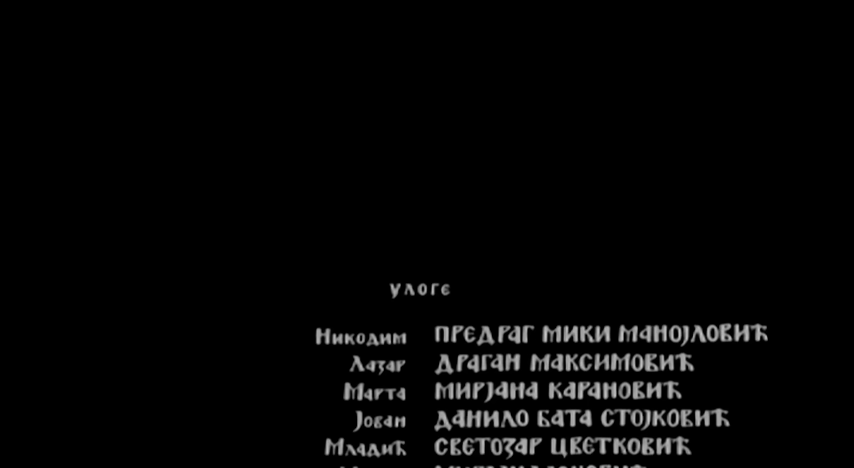 улоге
Никодим ПРЕДРАГ МИКИ МАНОЈЛОВИЋ
Лазар ДРАГАН МАКСИМОВИЋ
Марта МИРЈАНА КАРАНОВИЋ
Јован ДАНИЛО БАТА СТОЈКОВИЋ
Младић СВЕТОЗАР ЦВЕТКОВИЋ